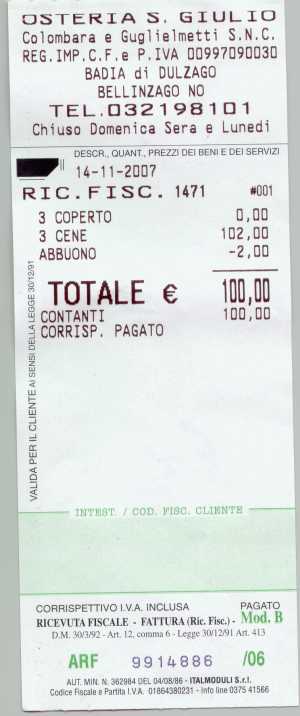 OSTERIA S. GIULIO
Colombara e Guglielmetti S.N.C.
REG.IMP.C.F.e P.IVA 00997090030
BADIA di DULZAGO
BELLINZAGO NO
TEL.032198101
Chiuso Domenica Sera e Lunedì
DESCR., QUANT., PREZZI DEI BENI E DEI SERVIZI
14-11-2007
RIC.FISC. 1471 #001
3 COPERTO 0,00
3 CENE 102,00
ABBUONO -2,00
TOTALE € 100,00
CONTANTI 100,00
CORRISP. PAGATO
VALIDA PER IL CLIENTE AI SENSI DELLA LEGGE 30/12/91
INTEST. / COD. FISC. CLIENTE
CORRISPETTIVO I.V.A. INCLUSA PAGATO
RICEVUTA FISCALE - FATTURA (Ric. Fisc.) - Mod. B
D.M. 30/3/92 - Art. 12, comma 6 - Legge 30/12/91 Art. 413
ARF 9914886 /06
AUT. MIN. N. 362984 DEL 04/08/86 - ITALMODULI S.r.l.
Codice Fiscale e Partita I.V.A. 01864380231 - Info line 0375 41566